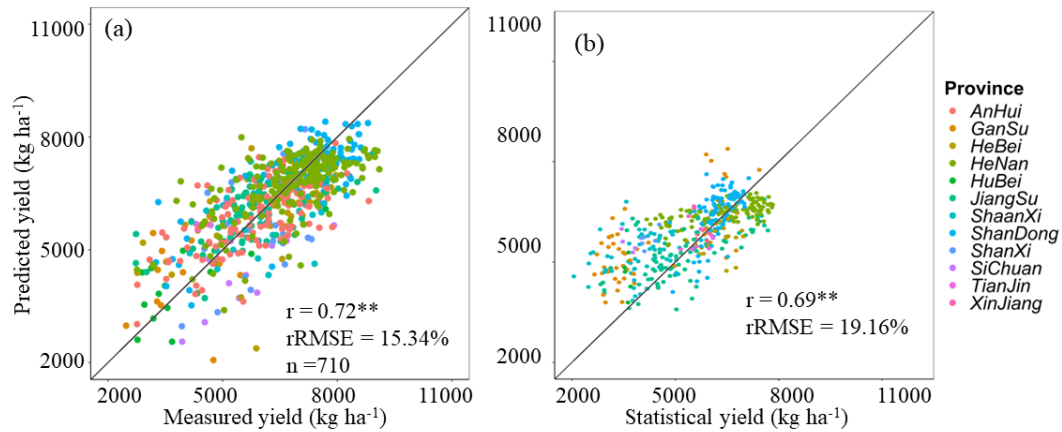 (a)
11000
8000
5000
2000
Predicted yield (kg ha⁻¹)
r = 0.72**
rRMSE = 15.34%
n =710
2000 5000 8000 11000
Measured yield (kg ha⁻¹)
(b)
11000
8000
5000
2000
r = 0.69**
rRMSE = 19.16%
2000 5000 8000 11000
Statistical yield (kg ha⁻¹)
Province
AnHui
GanSu
HeBei
HeNan
HuBei
JiangSu
ShaanXi
ShanDong
ShanXi
SiChuan
TianJin
XinJiang